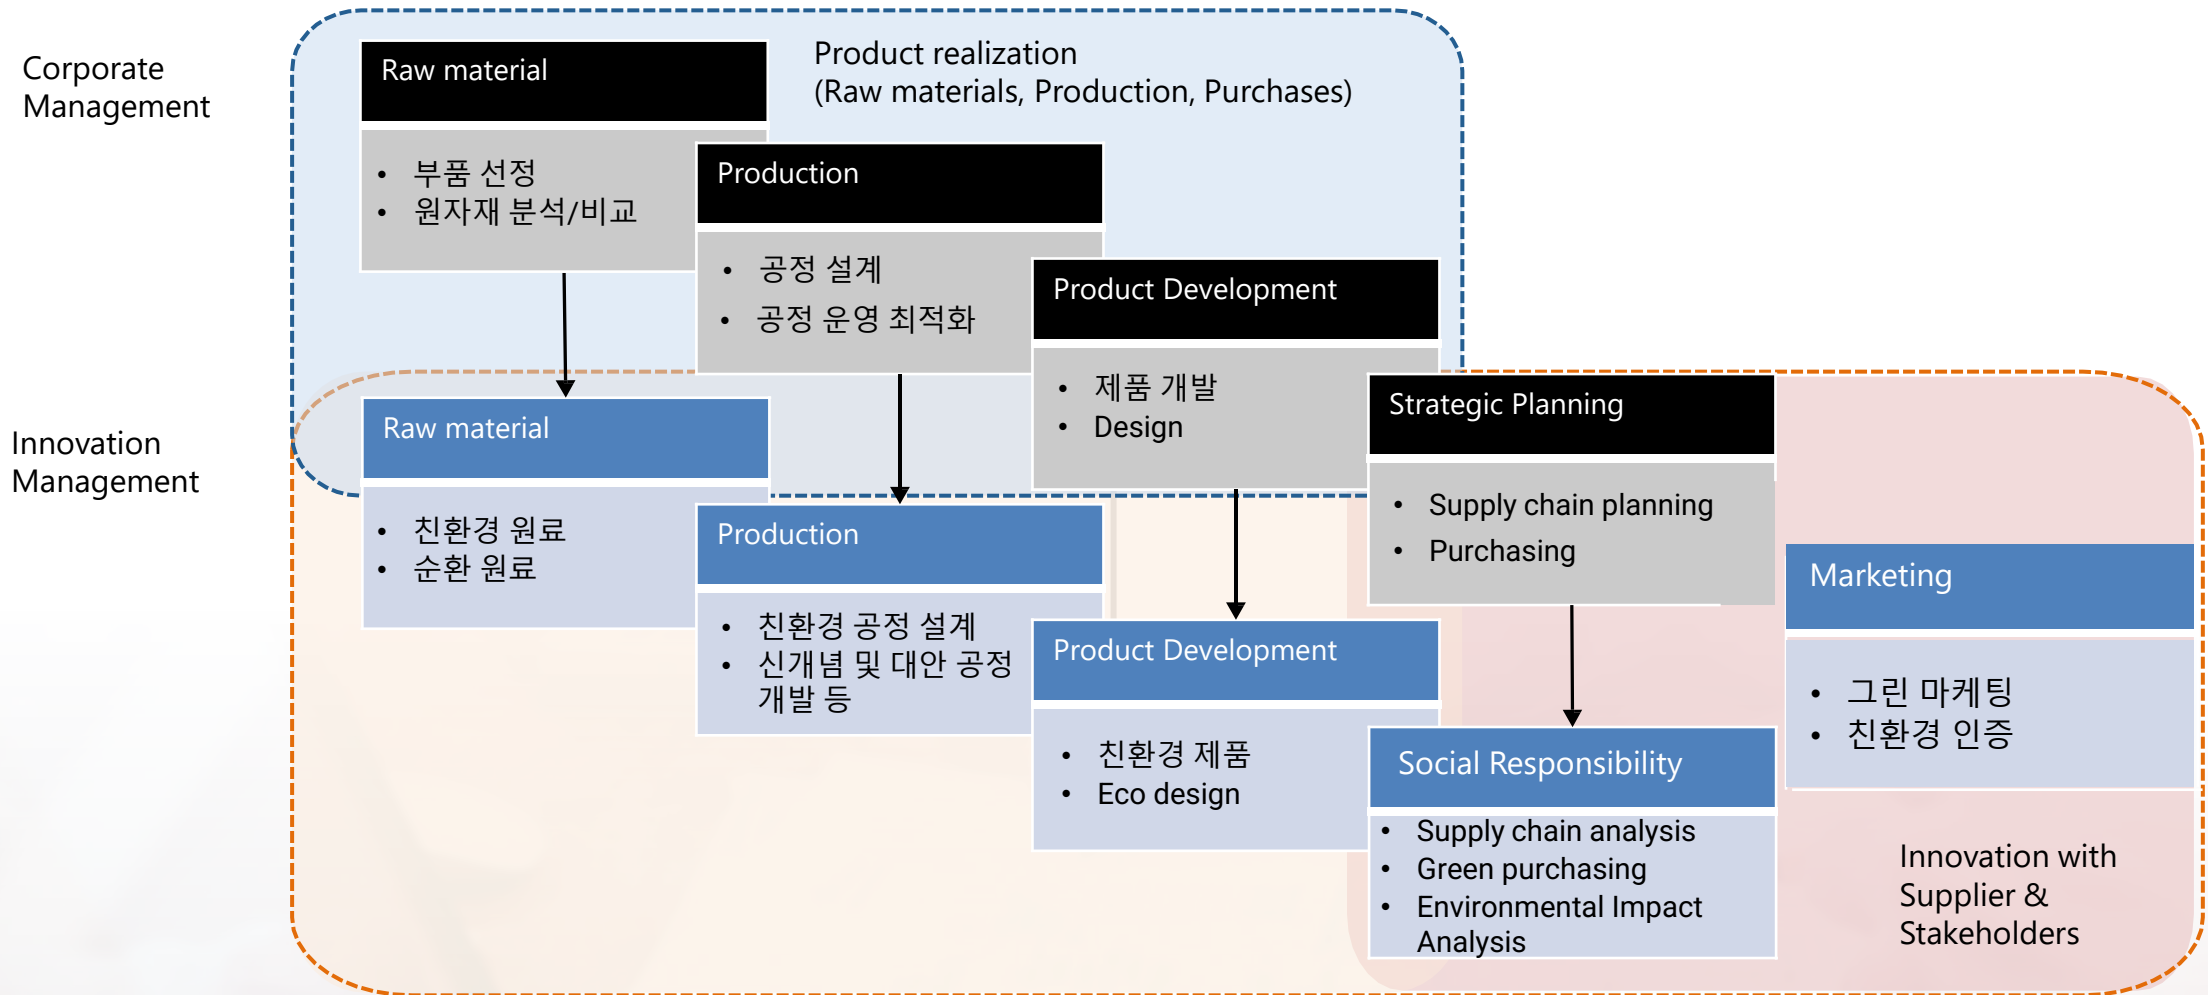 Corporate
Management
Raw material
• 부품 선정
• 원자재 분석/비교
Product realization
(Raw materials, Production, Purchases)
Production
• 공정 설계
• 공정 운영 최적화
Product Development
• 제품 개발
• Design
Strategic Planning
• Supply chain planning
• Purchasing
Innovation
Management
Raw material
• 친환경 원료
• 순환 원료
Production
• 친환경 공정 설계
• 신개념 및 대안 공정
개발 등
Product Development
• 친환경 제품
• Eco design
Social Responsibility
• Supply chain analysis
• Green purchasing
• Environmental Impact
Analysis
Marketing
• 그린 마케팅
• 친환경 인증
Innovation with
Supplier &
Stakeholders